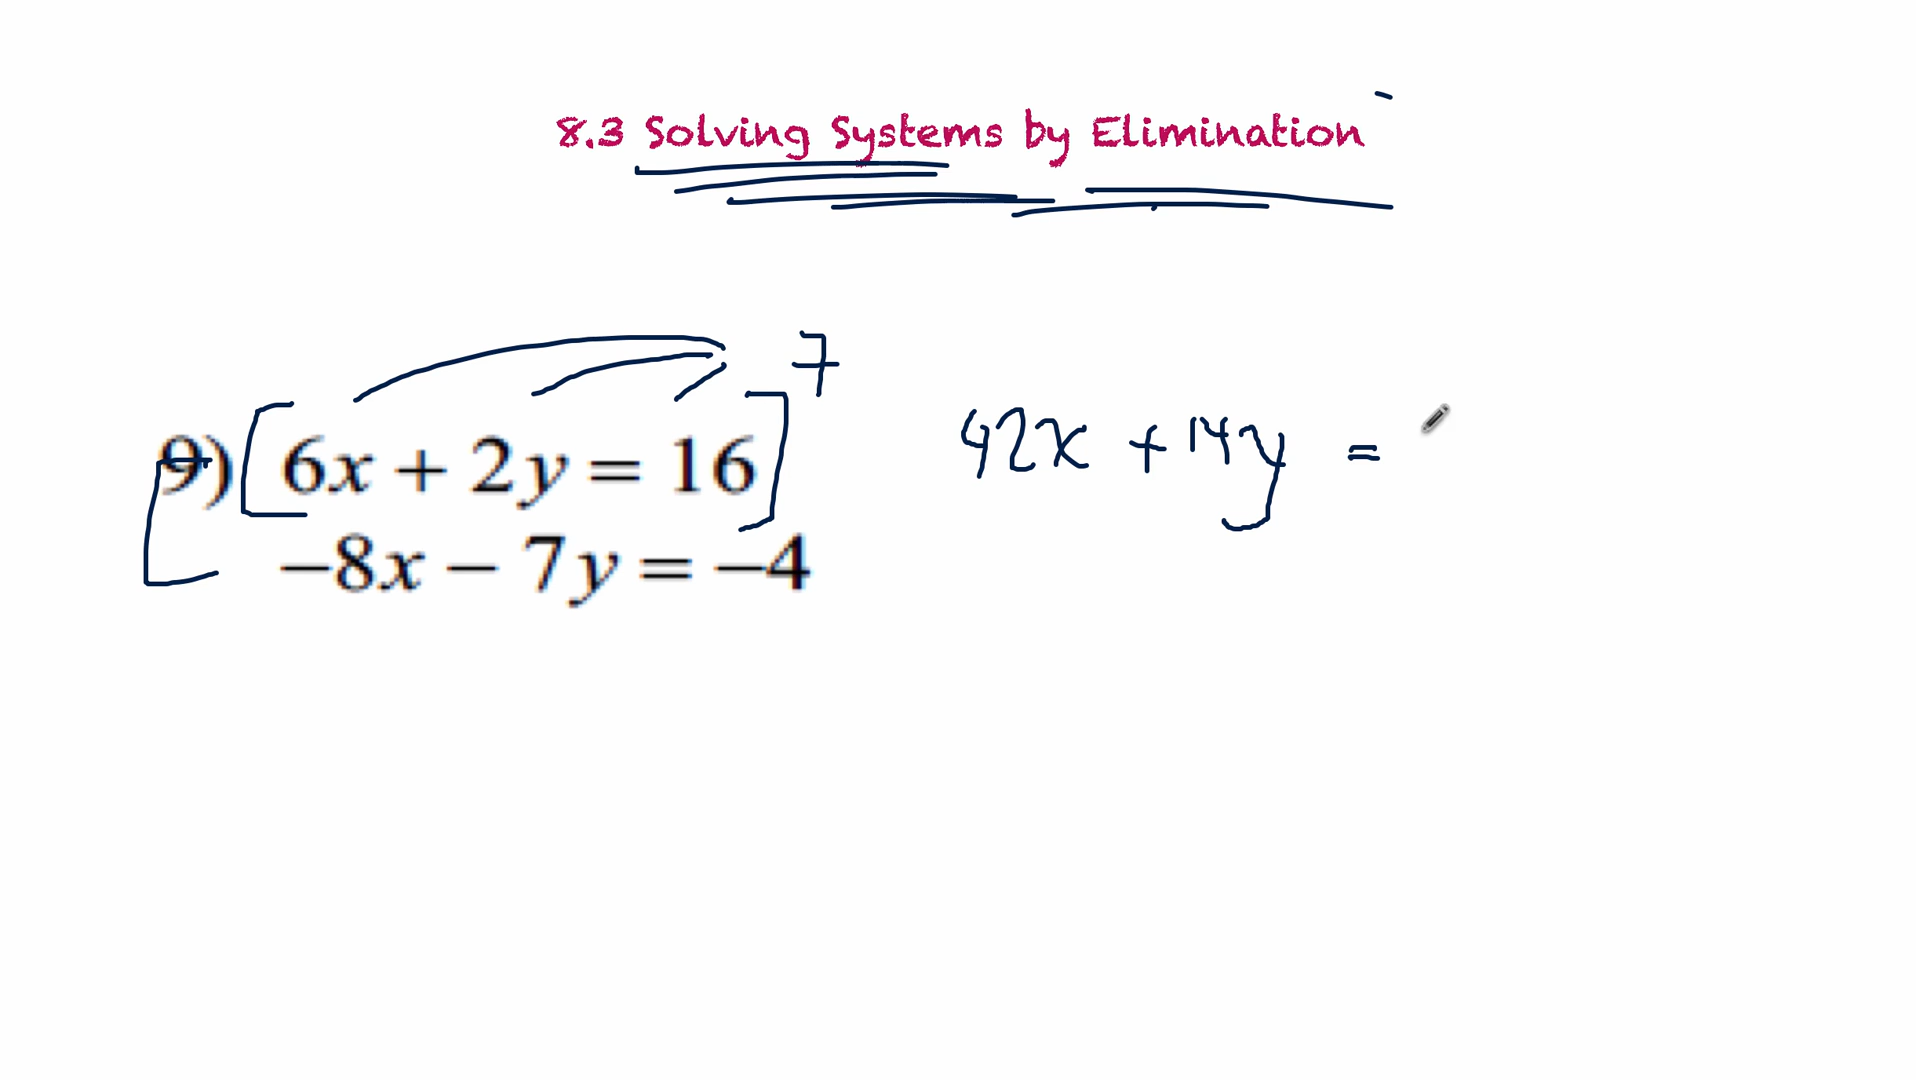 8.3 Solving Systems by Elimination
7
9) [6x + 2y = 16]
42x + 14y =
−8x − 7y = −4